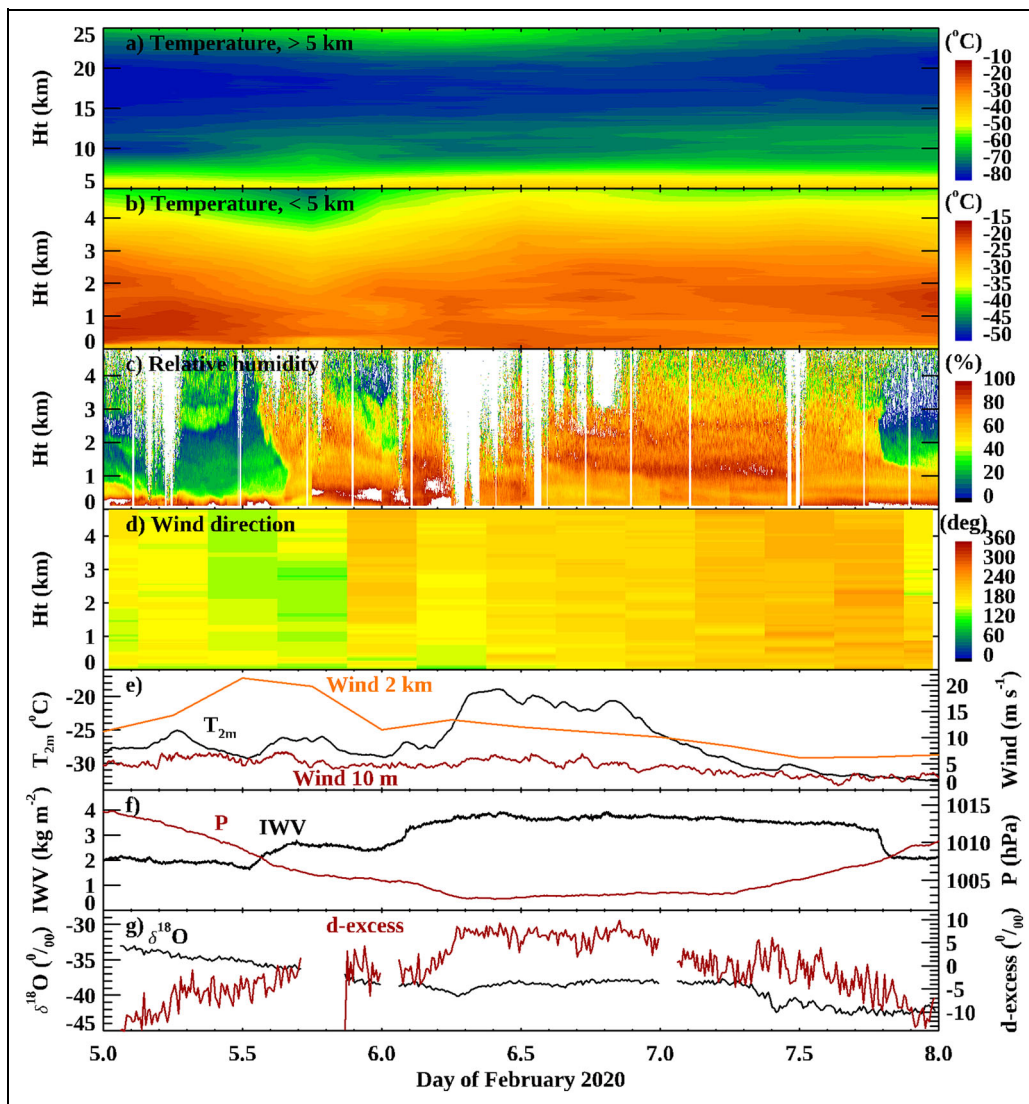 a) Temperature, > 5 km
(°C)
25
20
15
10
5
Ht (km)
-10
-20
-30
-40
-50
-60
-70
-80
b) Temperature, < 5 km
(°C)
4
3
2
1
0
Ht (km)
-15
-20
-25
-30
-35
-40
-45
-50
c) Relative humidity
(%)
4
3
2
1
0
Ht (km)
100
80
60
40
20
0
d) Wind direction
(deg)
4
3
2
1
0
Ht (km)
360
300
240
180
120
60
0
e)
Wind 2 km
T2m
Wind 10 m
T2m (°C)
-20
-25
-30
Wind (m s-1)
20
15
10
5
0
f)
P
IWV
IWV (kg m-2)
4
3
2
1
0
P (hPa)
1015
1010
1005
g)
δ18O
d-excess
δ18O (0/00)
-30
-35
-40
-45
d-excess (0/00)
10
5
0
-5
-10
5.0 5.5 6.0 6.5 7.0 7.5 8.0
Day of February 2020